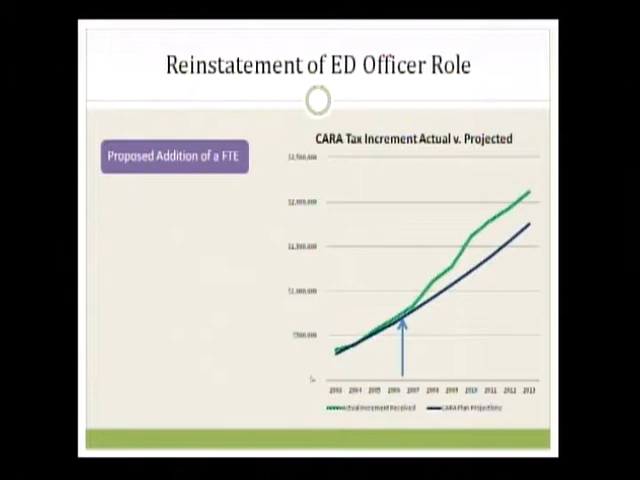 Reinstatement of ED Officer Role
Proposed Addition of a FTE
CARA Tax Increment Actual v. Projected
$2,500,000
$2,000,000
$1,500,000
$1,000,000
$500,000
$-
2003 2004 2005 2006 2007 2008 2009 2010 2011 2012 2013
Actual Increment Received CARA Plan Projections